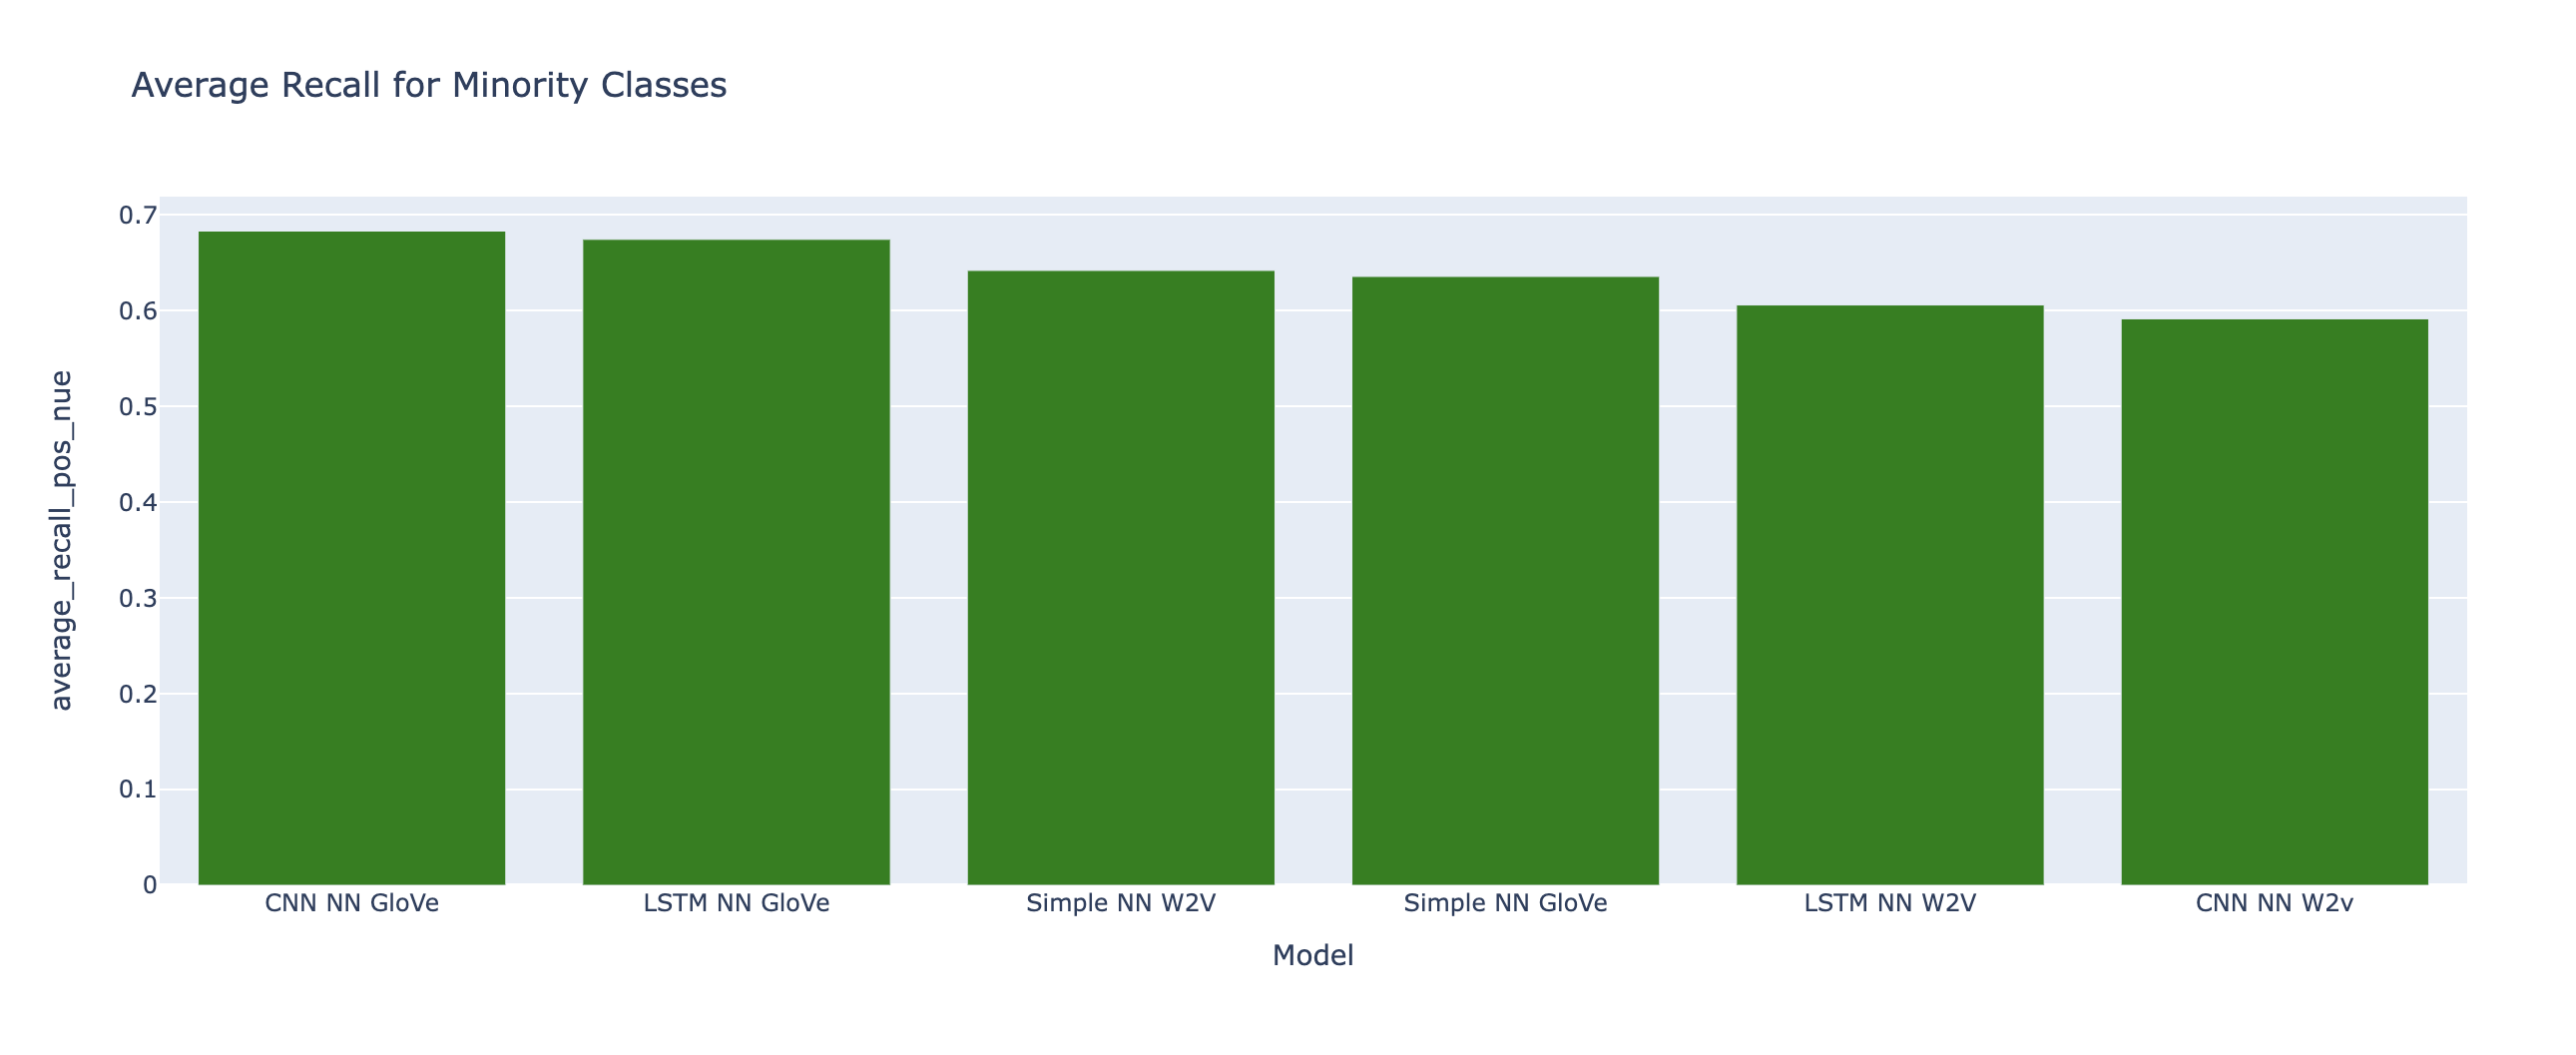 Average Recall for Minority Classes
average_recall_pos_nue
0.7
0.6
0.5
0.4
0.3
0.2
0.1
0
CNN NN GloVe
LSTM NN GloVe
Simple NN W2V
Simple NN GloVe
LSTM NN W2V
CNN NN W2v
Model